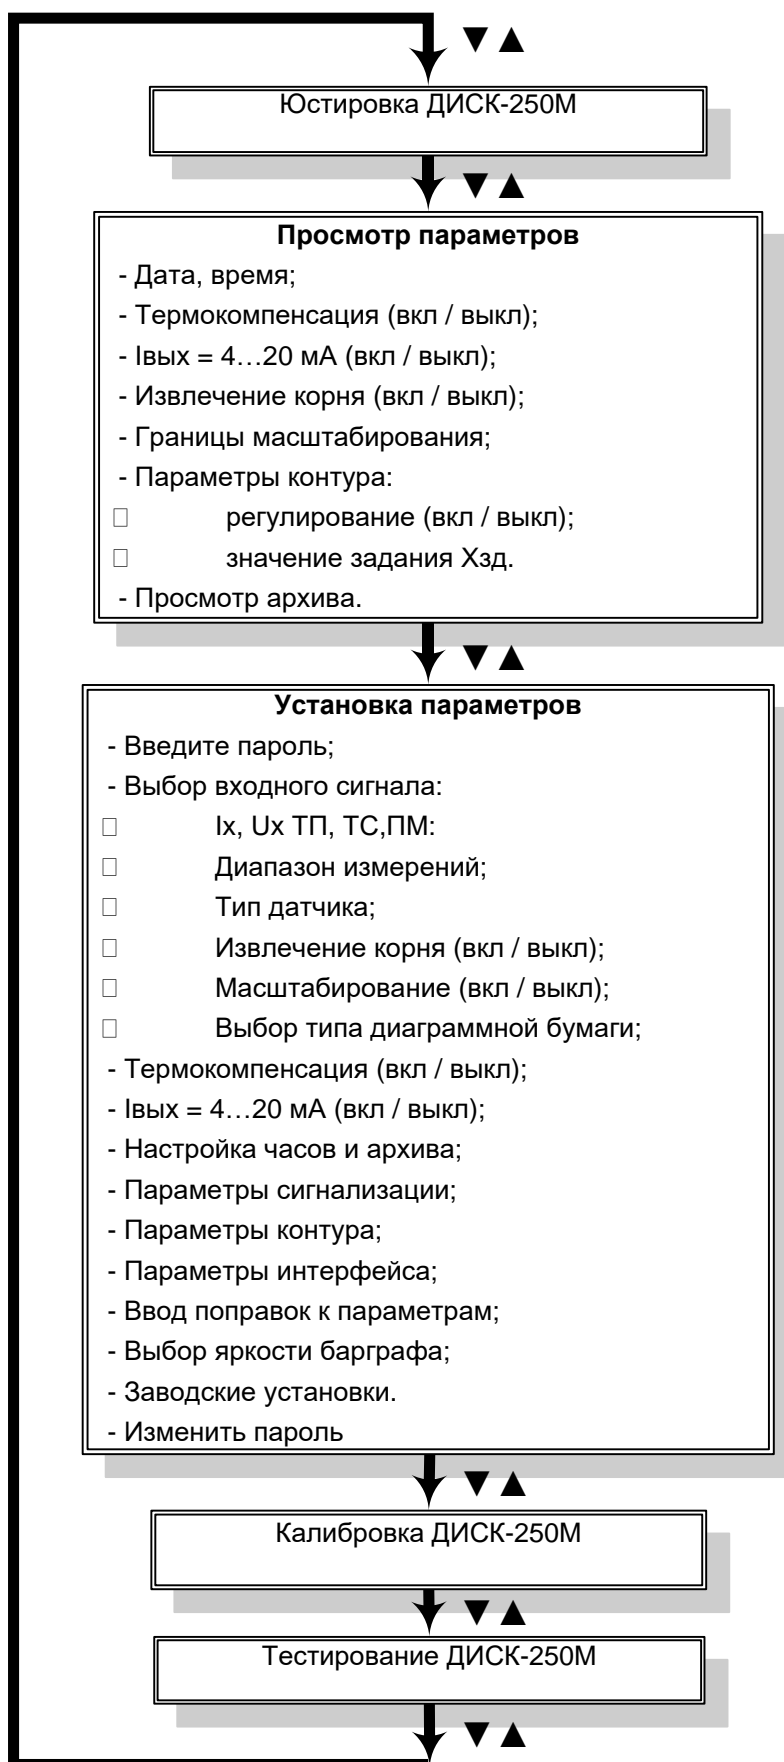 ▼▲
Юстировка ДИСК-250М
▼▲
Просмотр параметров
- Дата, время;
- Термокомпенсация (вкл / выкл);
- Iвых = 4…20 мА (вкл / выкл);
- Извлечение корня (вкл / выкл);
- Границы масштабирования;
- Параметры контура:
регулирование (вкл / выкл);
значение задания Хзд.
- Просмотр архива.
▼▲
Установка параметров
- Введите пароль;
- Выбор входного сигнала:
Ix, Ux ТП, ТС,ПМ:
Диапазон измерений;
Тип датчика;
Извлечение корня (вкл / выкл);
Масштабирование (вкл / выкл);
Выбор типа диаграммной бумаги;
- Термокомпенсация (вкл / выкл);
- Iвых = 4…20 мА (вкл / выкл);
- Настройка часов и архива;
- Параметры сигнализации;
- Параметры контура;
- Параметры интерфейса;
- Ввод поправок к параметрам;
- Выбор яркости барграфа;
- Заводские установки.
- Изменить пароль
▼▲
Калибровка ДИСК-250М
▼▲
Тестирование ДИСК-250М
▼▲